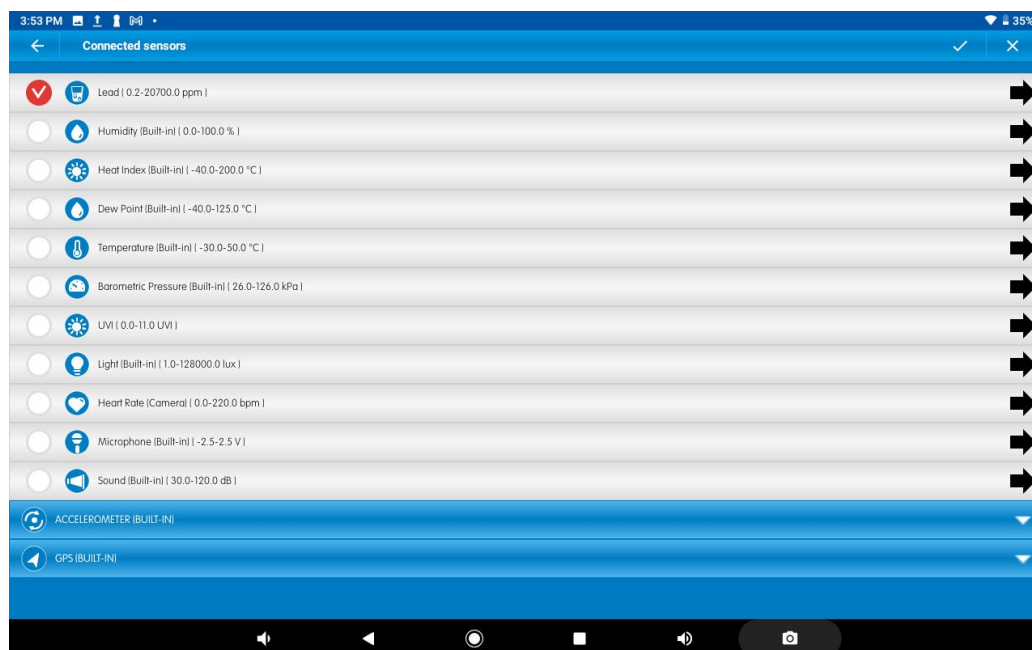 3:53 PM
35%
Connected sensors
Lead ( 0.2-20700.0 ppm )
Humidity (Built-in) ( 0.0-100.0 % )
Heat Index (Built-in) ( -40.0-200.0 °C )
Dew Point (Built-in) ( -40.0-125.0 °C )
Temperature (Built-in) ( -30.0-50.0 °C )
Barometric Pressure (Built-in) ( 26.0-126.0 kPa )
UVI ( 0.0-11.0 UVI )
Light (Built-in) ( 1.0-128000.0 lux )
Heart Rate (Camera) ( 0.0-220.0 bpm )
Microphone (Built-in) ( -2.5-2.5 V )
Sound (Built-in) ( 30.0-120.0 dB )
ACCELEROMETER (BUILT-IN)
GPS (BUILT-IN)